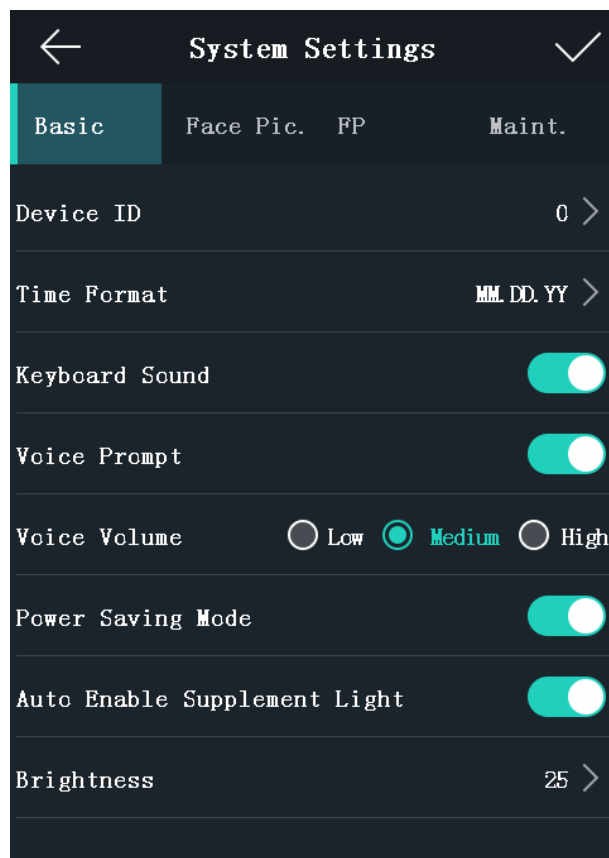 System Settings
Basic Face Pic. FP Maint.
Device ID 0
Time Format MM.DD.YY
Keyboard Sound
Voice Prompt
Voice Volume Low Medium High
Power Saving Mode
Auto Enable Supplement Light
Brightness 25